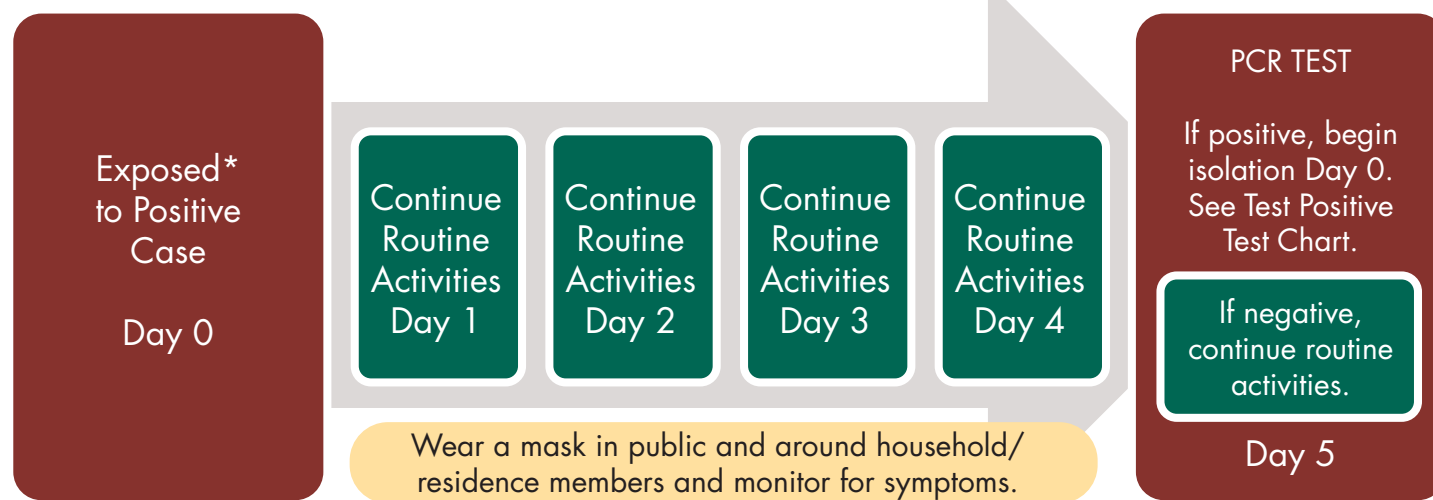 Exposed*
to Positive
Case
Day 0
Continue
Routine
Activities
Day 1
Continue
Routine
Activities
Day 2
Continue
Routine
Activities
Day 3
Continue
Routine
Activities
Day 4
Wear a mask in public and around household/
residence members and monitor for symptoms.
PCR TEST
If positive, begin
isolation Day 0.
See Test Positive
Test Chart.
If negative,
continue routine
activities.
Day 5